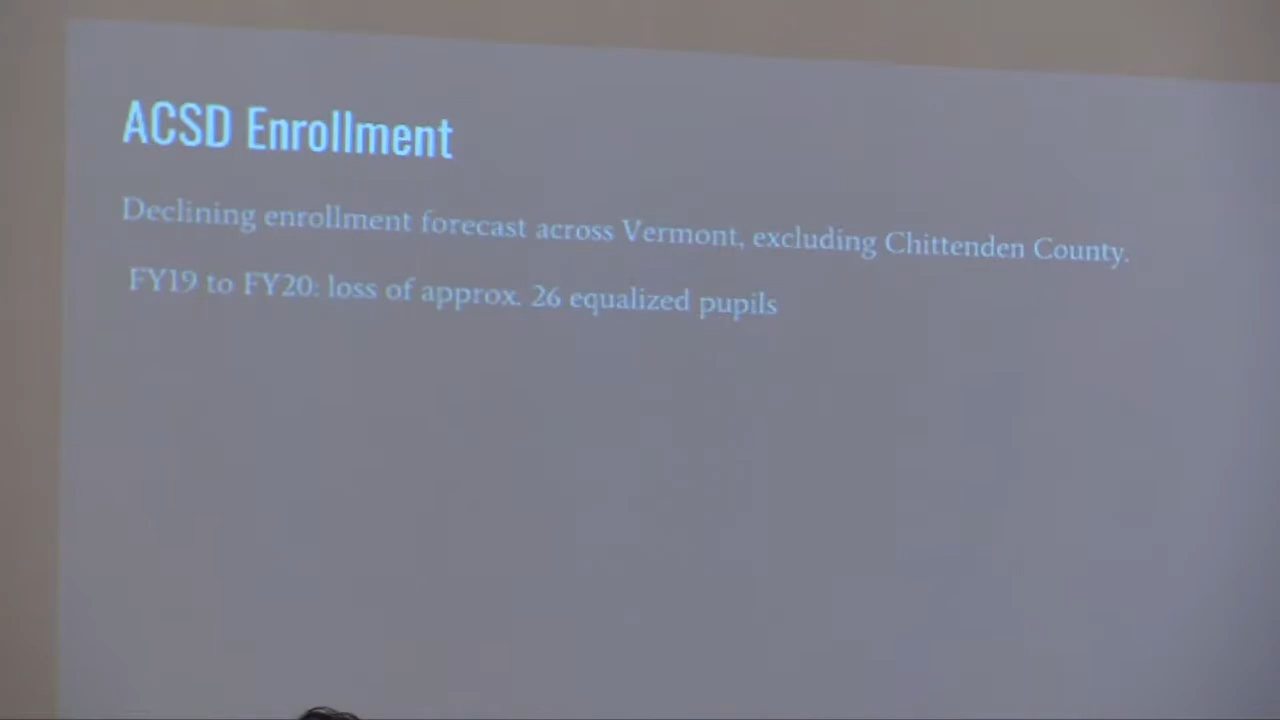 ACSD Enrollment
Declining enrollment forecast across Vermont, excluding Chittenden County.
FY19 to FY20: loss of approx. 26 equalized pupils